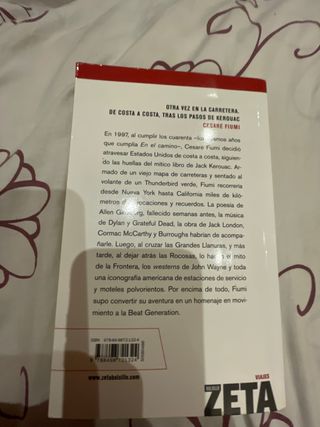 OTRA VEZ EN LA CARRETERA.
DE COSTA A COSTA, TRAS LOS PASOS DE KEROUAC
CESARE FIUMI
En 1997, al cumplir los cuarenta –los mismos años
que cumplía En el camino–, Cesare Fiumi decidió
atravesar Estados Unidos de costa a costa, siguien-
do las huellas del mítico libro de Jack Kerouac. Ar-
mado de un viejo mapa de carreteras y sentado al
volante de un Thunderbird verde, Fiumi recorrería
desde Nueva York hasta California miles de kiló-
metros de evocaciones y recuerdos. La poesía de
Allen Ginsberg, fallecido semanas antes, la música
de Dylan y Grateful Dead, la obra de Jack London,
Cormac McCarthy y Burroughs habrían de acompa-
ñarle. Luego, al cruzar las Grandes Llanuras, y más
tarde, al dejar atrás las Rocosas, lo harían el mito
de la Frontera, los westerns de John Wayne y toda
una iconografía americana de estaciones de servicio
y moteles polvorientos. Por encima de todo, Fiumi
supo convertir su aventura en un homenaje en mo-
vimiento a la Beat Generation.
www.zetabolsillo.com
VIAJES
BOLSILLO
ZETA